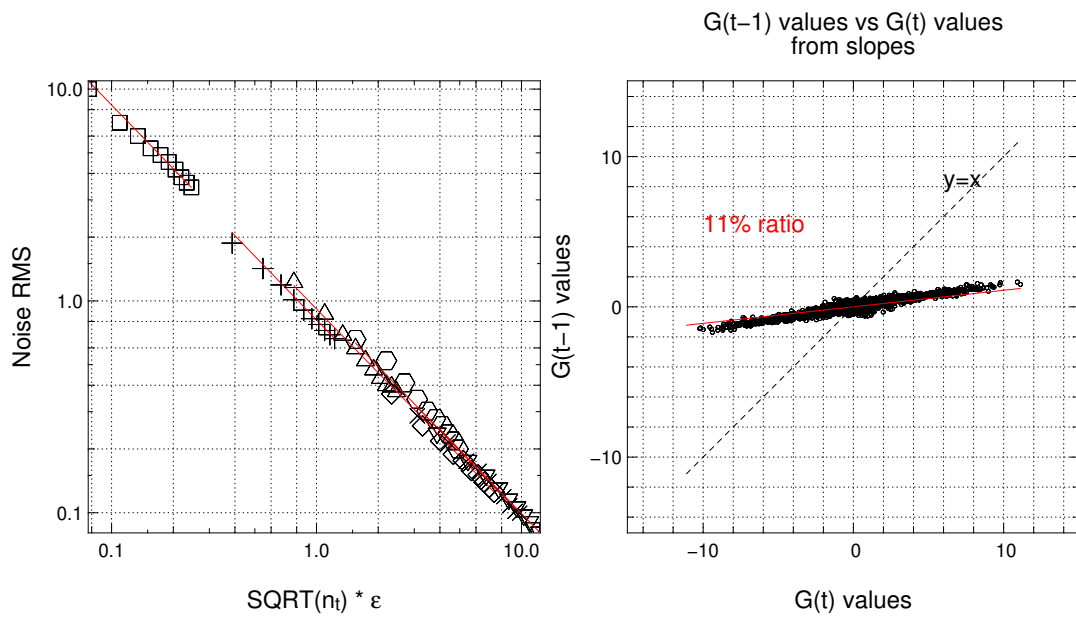 G(t−1) values vs G(t) values
from slopes
10.0
1.0
0.1
0.1
1.0
10.0
Noise RMS
SQRT(nt) * ε
10
0
−10
−10
0
10
y=x
11% ratio
G(t−1) values
G(t) values